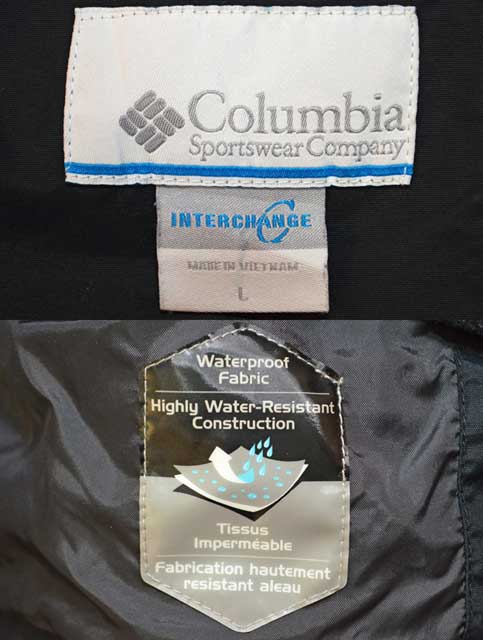 Columbia
Sportswear Company
INTERCHANGE
MADE IN VIETNAM
L
Waterproof
Fabric
Highly Water-Resistant
Construction
Tissus
Imperméable
Fabrication hautement
resistant aleau